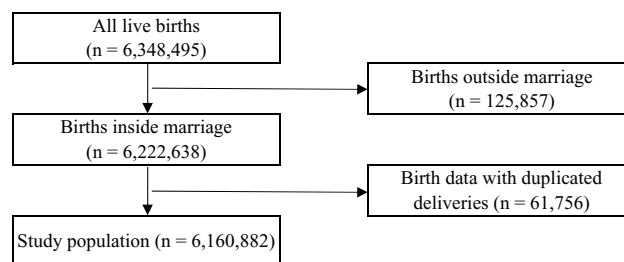 All live births
(n = 6,348,495)
Births outside marriage
(n = 125,857)
Births inside marriage
(n = 6,222,638)
Birth data with duplicated
deliveries (n = 61,756)
Study population (n = 6,160,882)